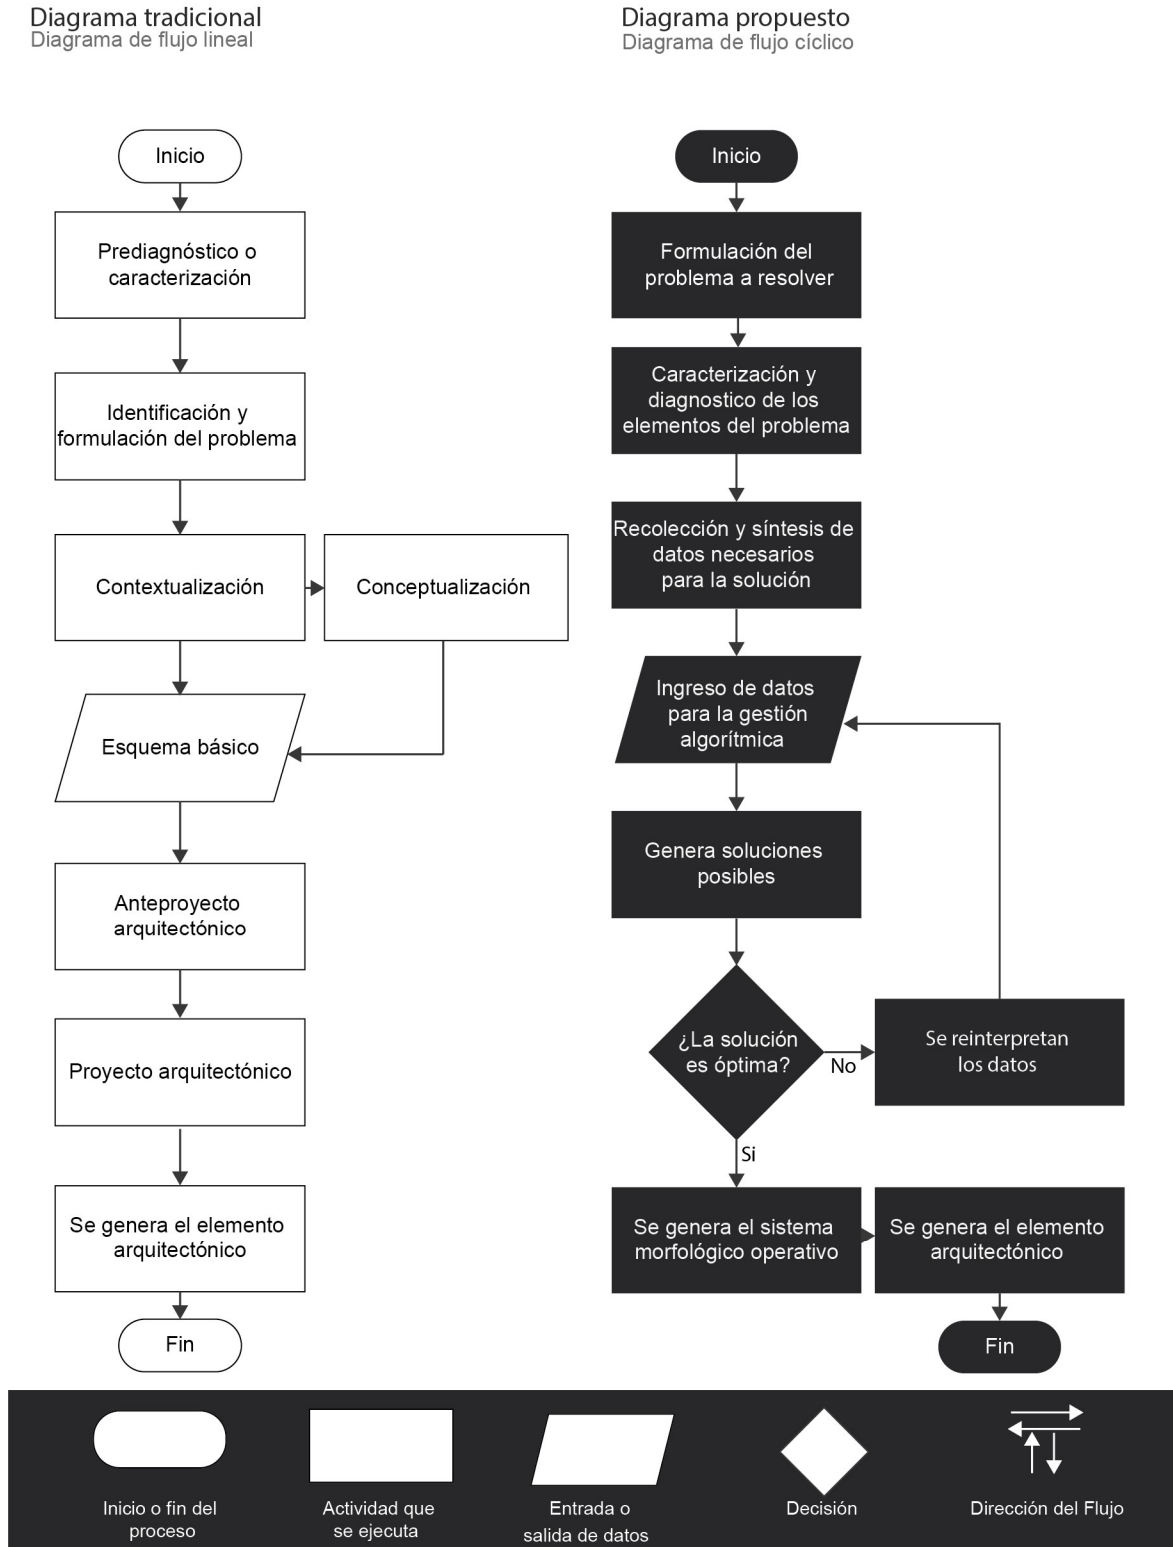 Diagrama tradicional
Diagrama de flujo lineal
Inicio
Prediagnóstico o
caracterización
Identificación y
formulación del problema
Contextualización
Conceptualización
Esquema básico
Anteproyecto
arquitectónico
Proyecto arquitectónico
Se genera el elemento
arquitectónico
Fin
Diagrama propuesto
Diagrama de flujo cíclico
Inicio
Formulación del
problema a resolver
Caracterización y
diagnostico de los
elementos del problema
Recolección y síntesis de
datos necesarios
para la solución
Ingreso de datos
para la gestión
algorítmica
Genera soluciones
posibles
¿La solución
es óptima?
No
Se reinterpretan
los datos
Si
Se genera el sistema
morfológico operativo
Se genera el elemento
arquitectónico
Fin
Inicio o fin del
proceso
Actividad que
se ejecuta
Entrada o
salida de datos
Decisión
Dirección del Flujo